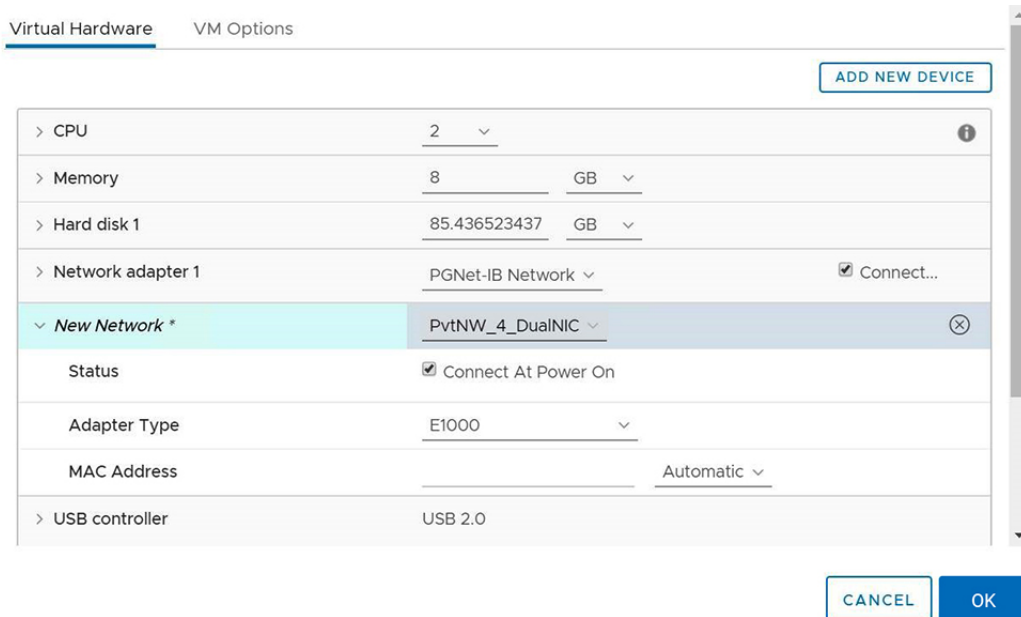 Virtual Hardware VM Options
ADD NEW DEVICE
CPU 2
Memory 8 GB
Hard disk 1 85.436523437 GB
Network adapter 1 PGNet-IB Network Connect...
New Network * PvtNW_4_DualNIC
Status Connect At Power On
Adapter Type E1000
MAC Address Automatic
USB controller USB 2.0
CANCEL OK